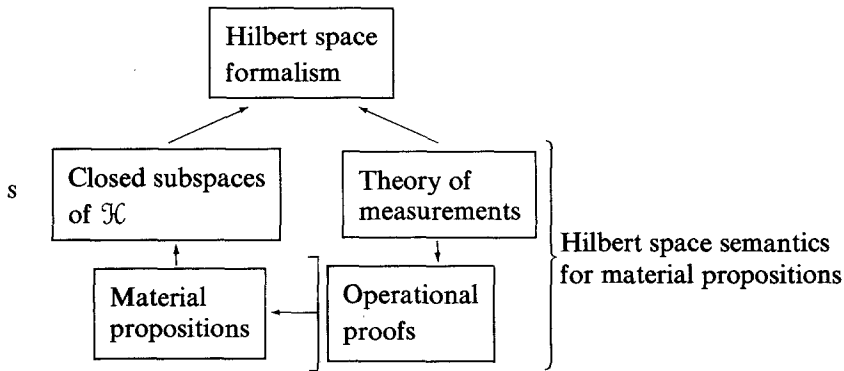 Hilbert space
formalism
s
Closed subspaces
of ℋ
Theory of
measurements
Material
propositions
Operational
proofs
Hilbert space semantics
for material propositions